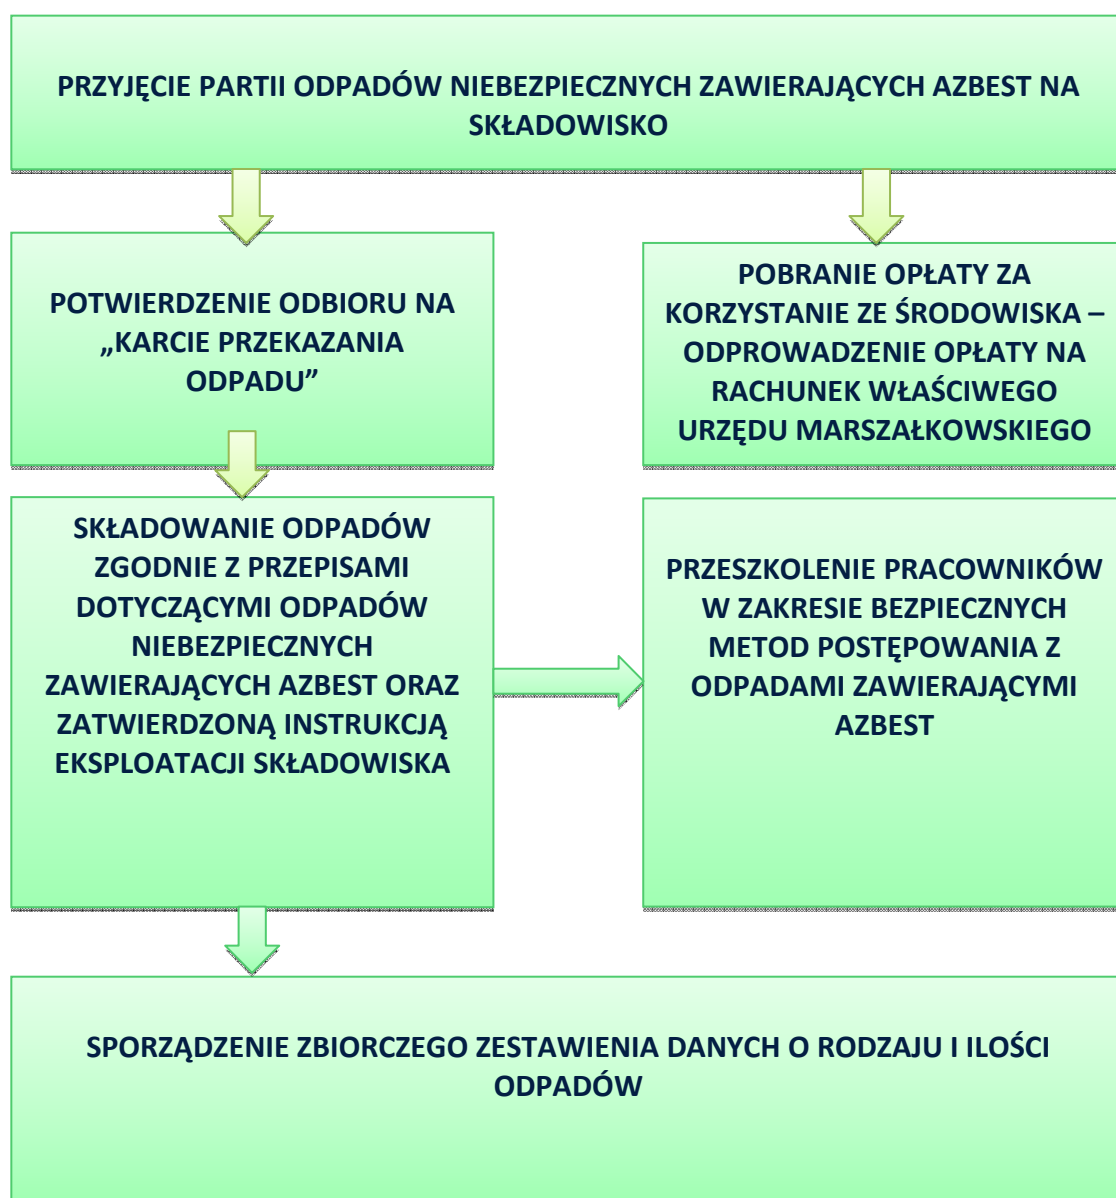 PRZYJĘCIE PARTII ODPADÓW NIEBEZPIECZNYCH ZAWIERAJĄCYCH AZBEST NA
SKŁADOWISKO
POTWIERDZENIE ODBIORU NA
„KARCIE PRZEKAZANIA
ODPADU”
POBRANIE OPŁATY ZA
KORZYSTANIE ZE ŚRODOWISKA –
ODPROWADZENIE OPŁATY NA
RACHUNEK WŁAŚCIWEGO
URZĘDU MARSZAŁKOWSKIEGO
SKŁADOWANIE ODPADÓW
ZGODNIE Z PRZEPISAMI
DOTYCZĄCYMI ODPADÓW
NIEBEZPIECZNYCH
ZAWIERAJĄCYCH AZBEST ORAZ
ZATWIERDZONĄ INSTRUKCJĄ
EKSPLOATACJI SKŁADOWISKA
PRZESZKOLENIE PRACOWNIKÓW
W ZAKRESIE BEZPIECZNYCH
METOD POSTĘPOWANIA Z
ODPADAMI ZAWIERAJĄCYMI
AZBEST
SPORZĄDZENIE ZBIORCZEGO ZESTAWIENIA DANYCH O RODZAJU I ILOŚCI
ODPADÓW